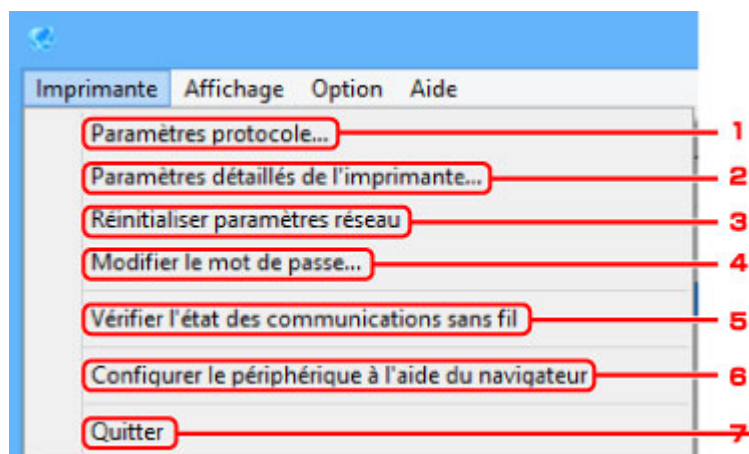 Imprimante Affichage Option Aide
Paramètres protocole... 1
Paramètres détaillés de l'imprimante... 2
Réinitialiser paramètres réseau 3
Modifier le mot de passe... 4
Vérifier l'état des communications sans fil 5
Configurer le périphérique à l'aide du navigateur 6
Quitter 7